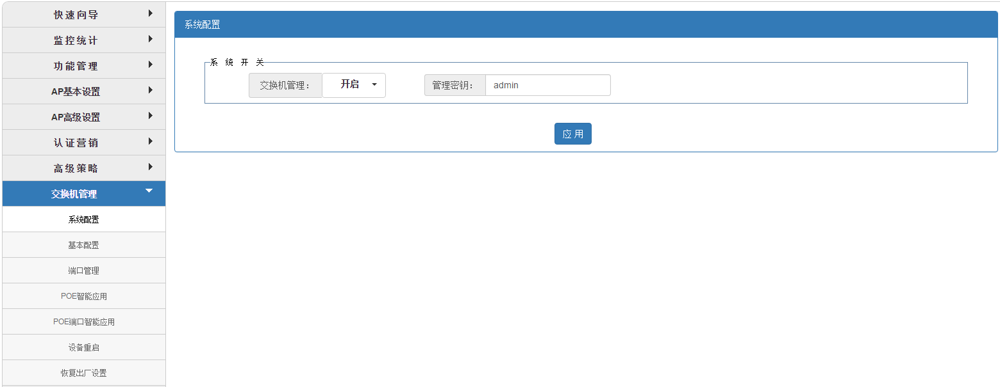 快速向导
监控统计
功能管理
AP基本设置
AP高级设置
认证营销
高级策略
交换机管理
系统配置
基本配置
端口管理
POE智能应用
POE端口智能应用
设备重启
恢复出厂设置
系统配置
系 统 开 关
交换机管理： 开启 管理密钥： admin
应 用